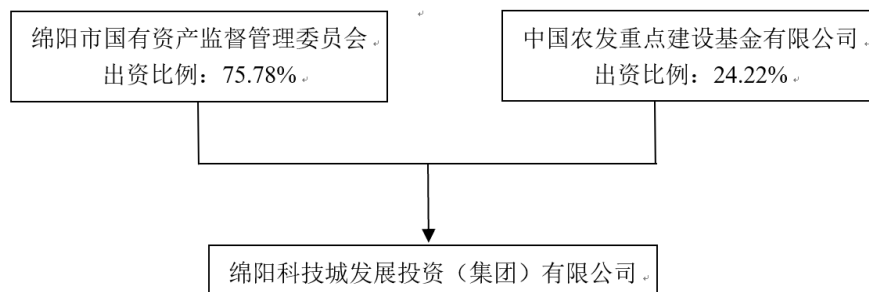 绵阳市国有资产监督管理委员会
出资比例：75.78%
中国农发重点建设基金有限公司
出资比例：24.22%
绵阳科技城发展投资（集团）有限公司